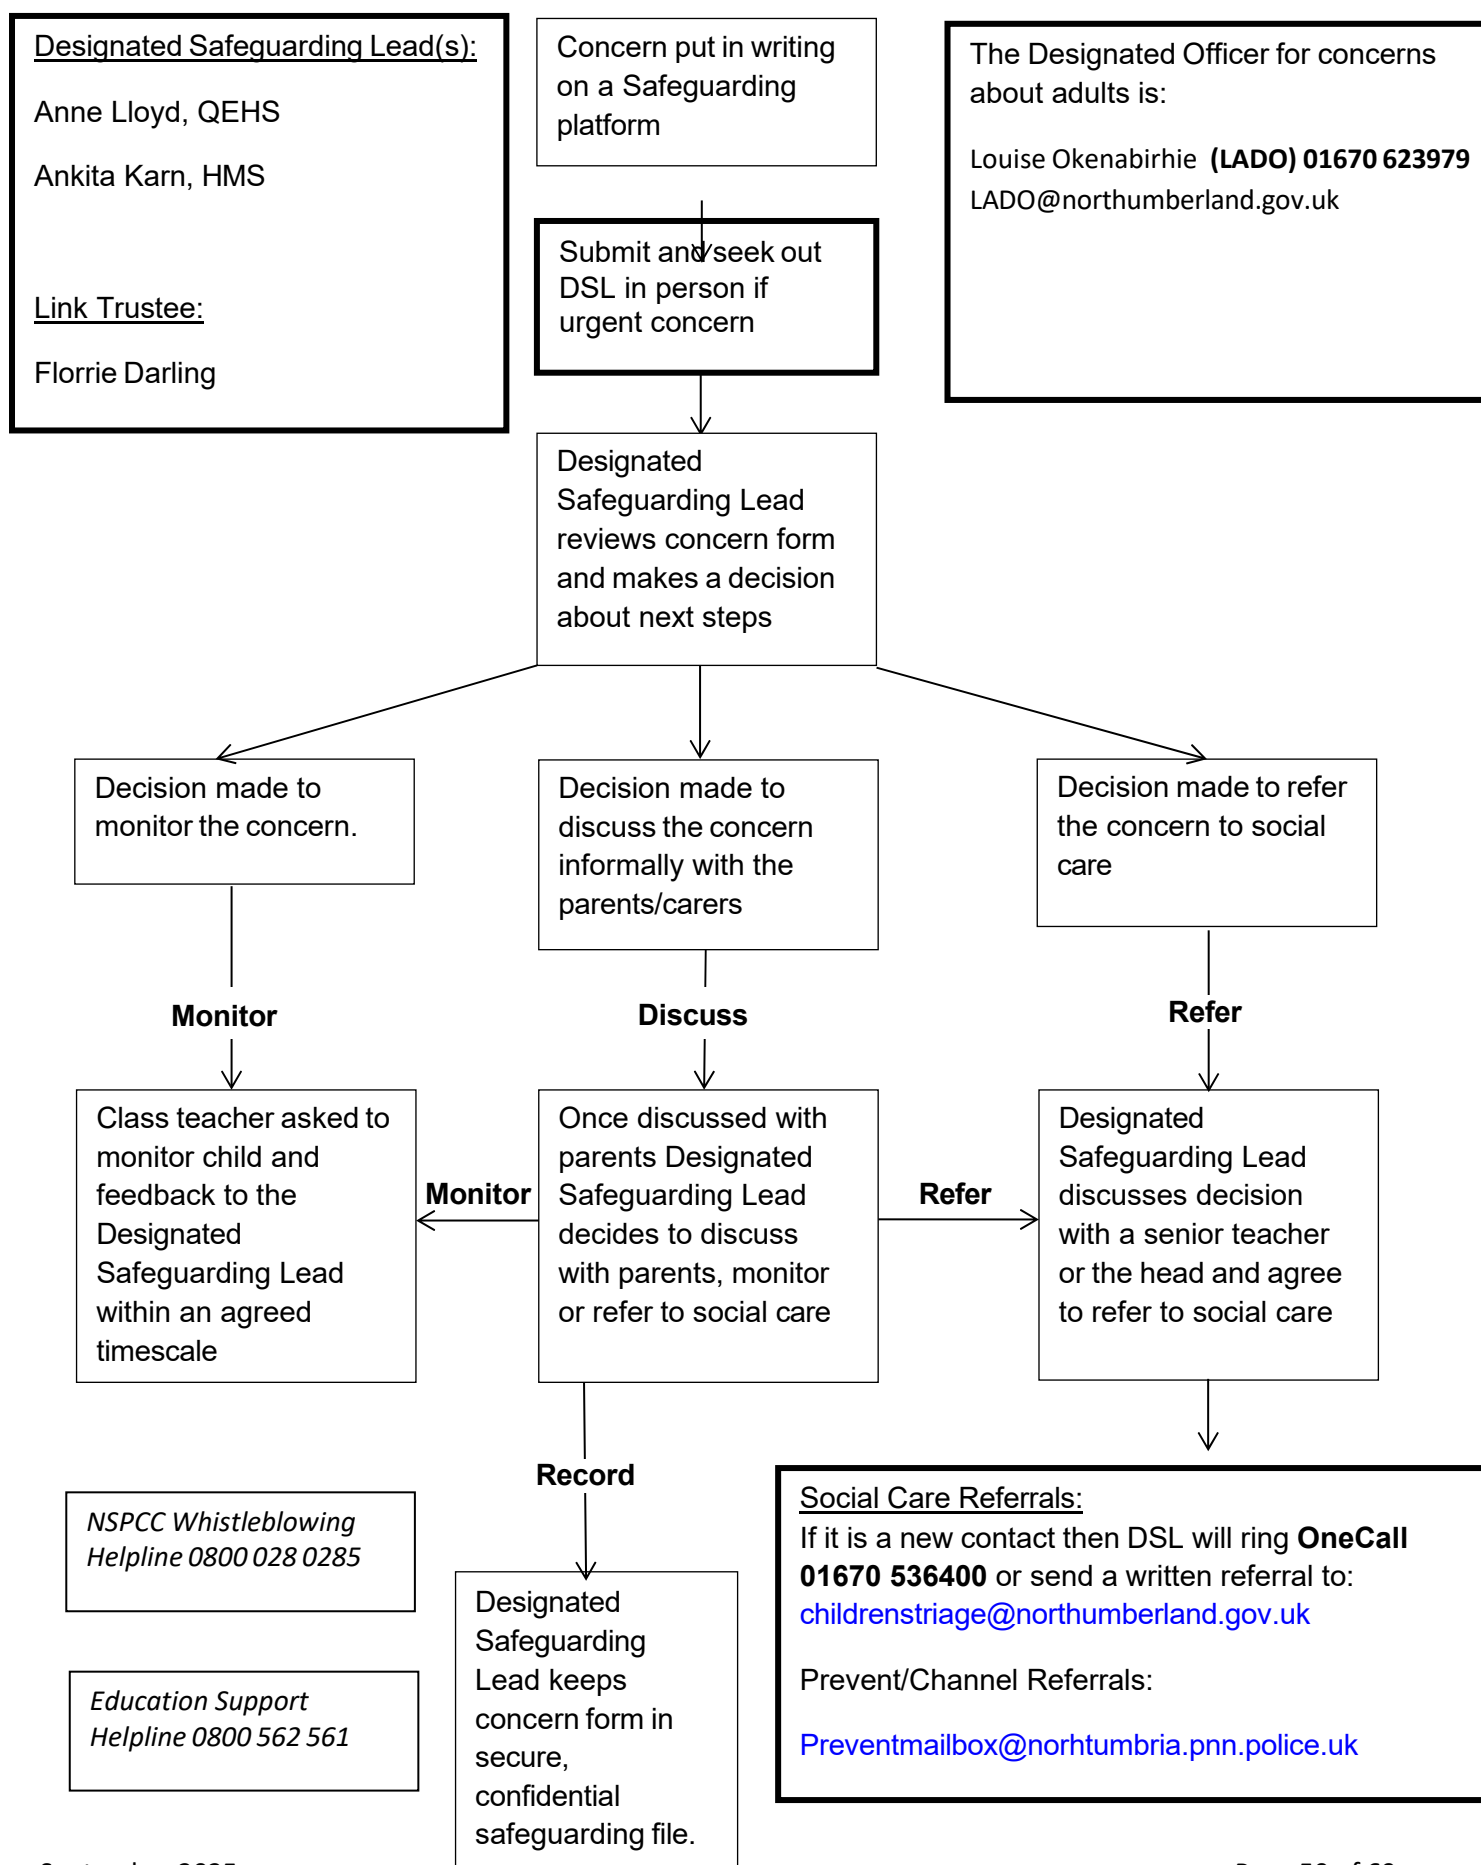 Designated Safeguarding Lead(s):
Anne Lloyd, QEHS
Ankita Karn, HMS
Link Trustee:
Florrie Darling
Concern put in writing
on a Safeguarding
platform
The Designated Officer for concerns
about adults is:
Louise Okenabirhie (LADO) 01670 623979
LADO@northumberland.gov.uk
Submit and seek out
DSL in person if
urgent concern
Designated
Safeguarding Lead
reviews concern form
and makes a decision
about next steps
Decision made to
monitor the concern.
Decision made to
discuss the concern
informally with the
parents/carers
Decision made to refer
the concern to social
care
Monitor
Discuss
Refer
Class teacher asked to
monitor child and
feedback to the
Designated
Safeguarding Lead
within an agreed
timescale
Monitor
Once discussed with
parents Designated
Safeguarding Lead
decides to discuss
with parents, monitor
or refer to social care
Refer
Designated
Safeguarding Lead
discusses decision
with a senior teacher
or the head and agree
to refer to social care
Record
NSPCC Whistleblowing
Helpline 0800 028 0285
Education Support
Helpline 0800 562 561
Designated
Safeguarding
Lead keeps
concern form in
secure,
confidential
safeguarding file.
Social Care Referrals:
If it is a new contact then DSL will ring OneCall
01670 536400 or send a written referral to:
childrenstriage@northumberland.gov.uk
Prevent/Channel Referrals:
Preventmailbox@norhtumbria.pnn.police.uk